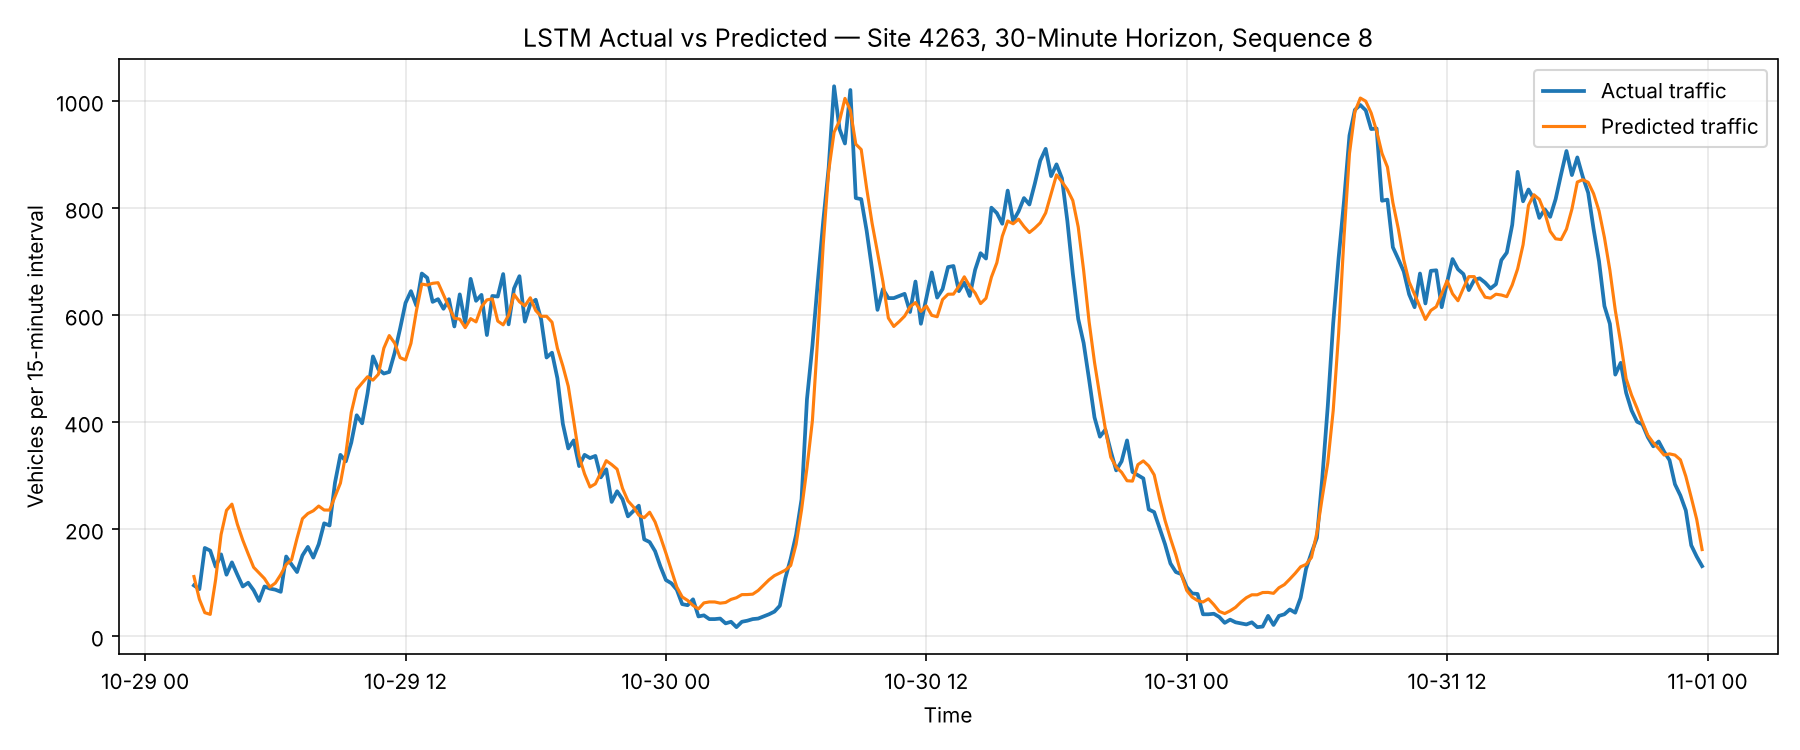 LSTM Actual vs Predicted — Site 4263, 30-Minute Horizon, Sequence 8
Actual traffic
Predicted traffic
Vehicles per 15-minute interval
1000
800
600
400
200
0
10-29 00
10-29 12
10-30 00
10-30 12
10-31 00
10-31 12
11-01 00
Time